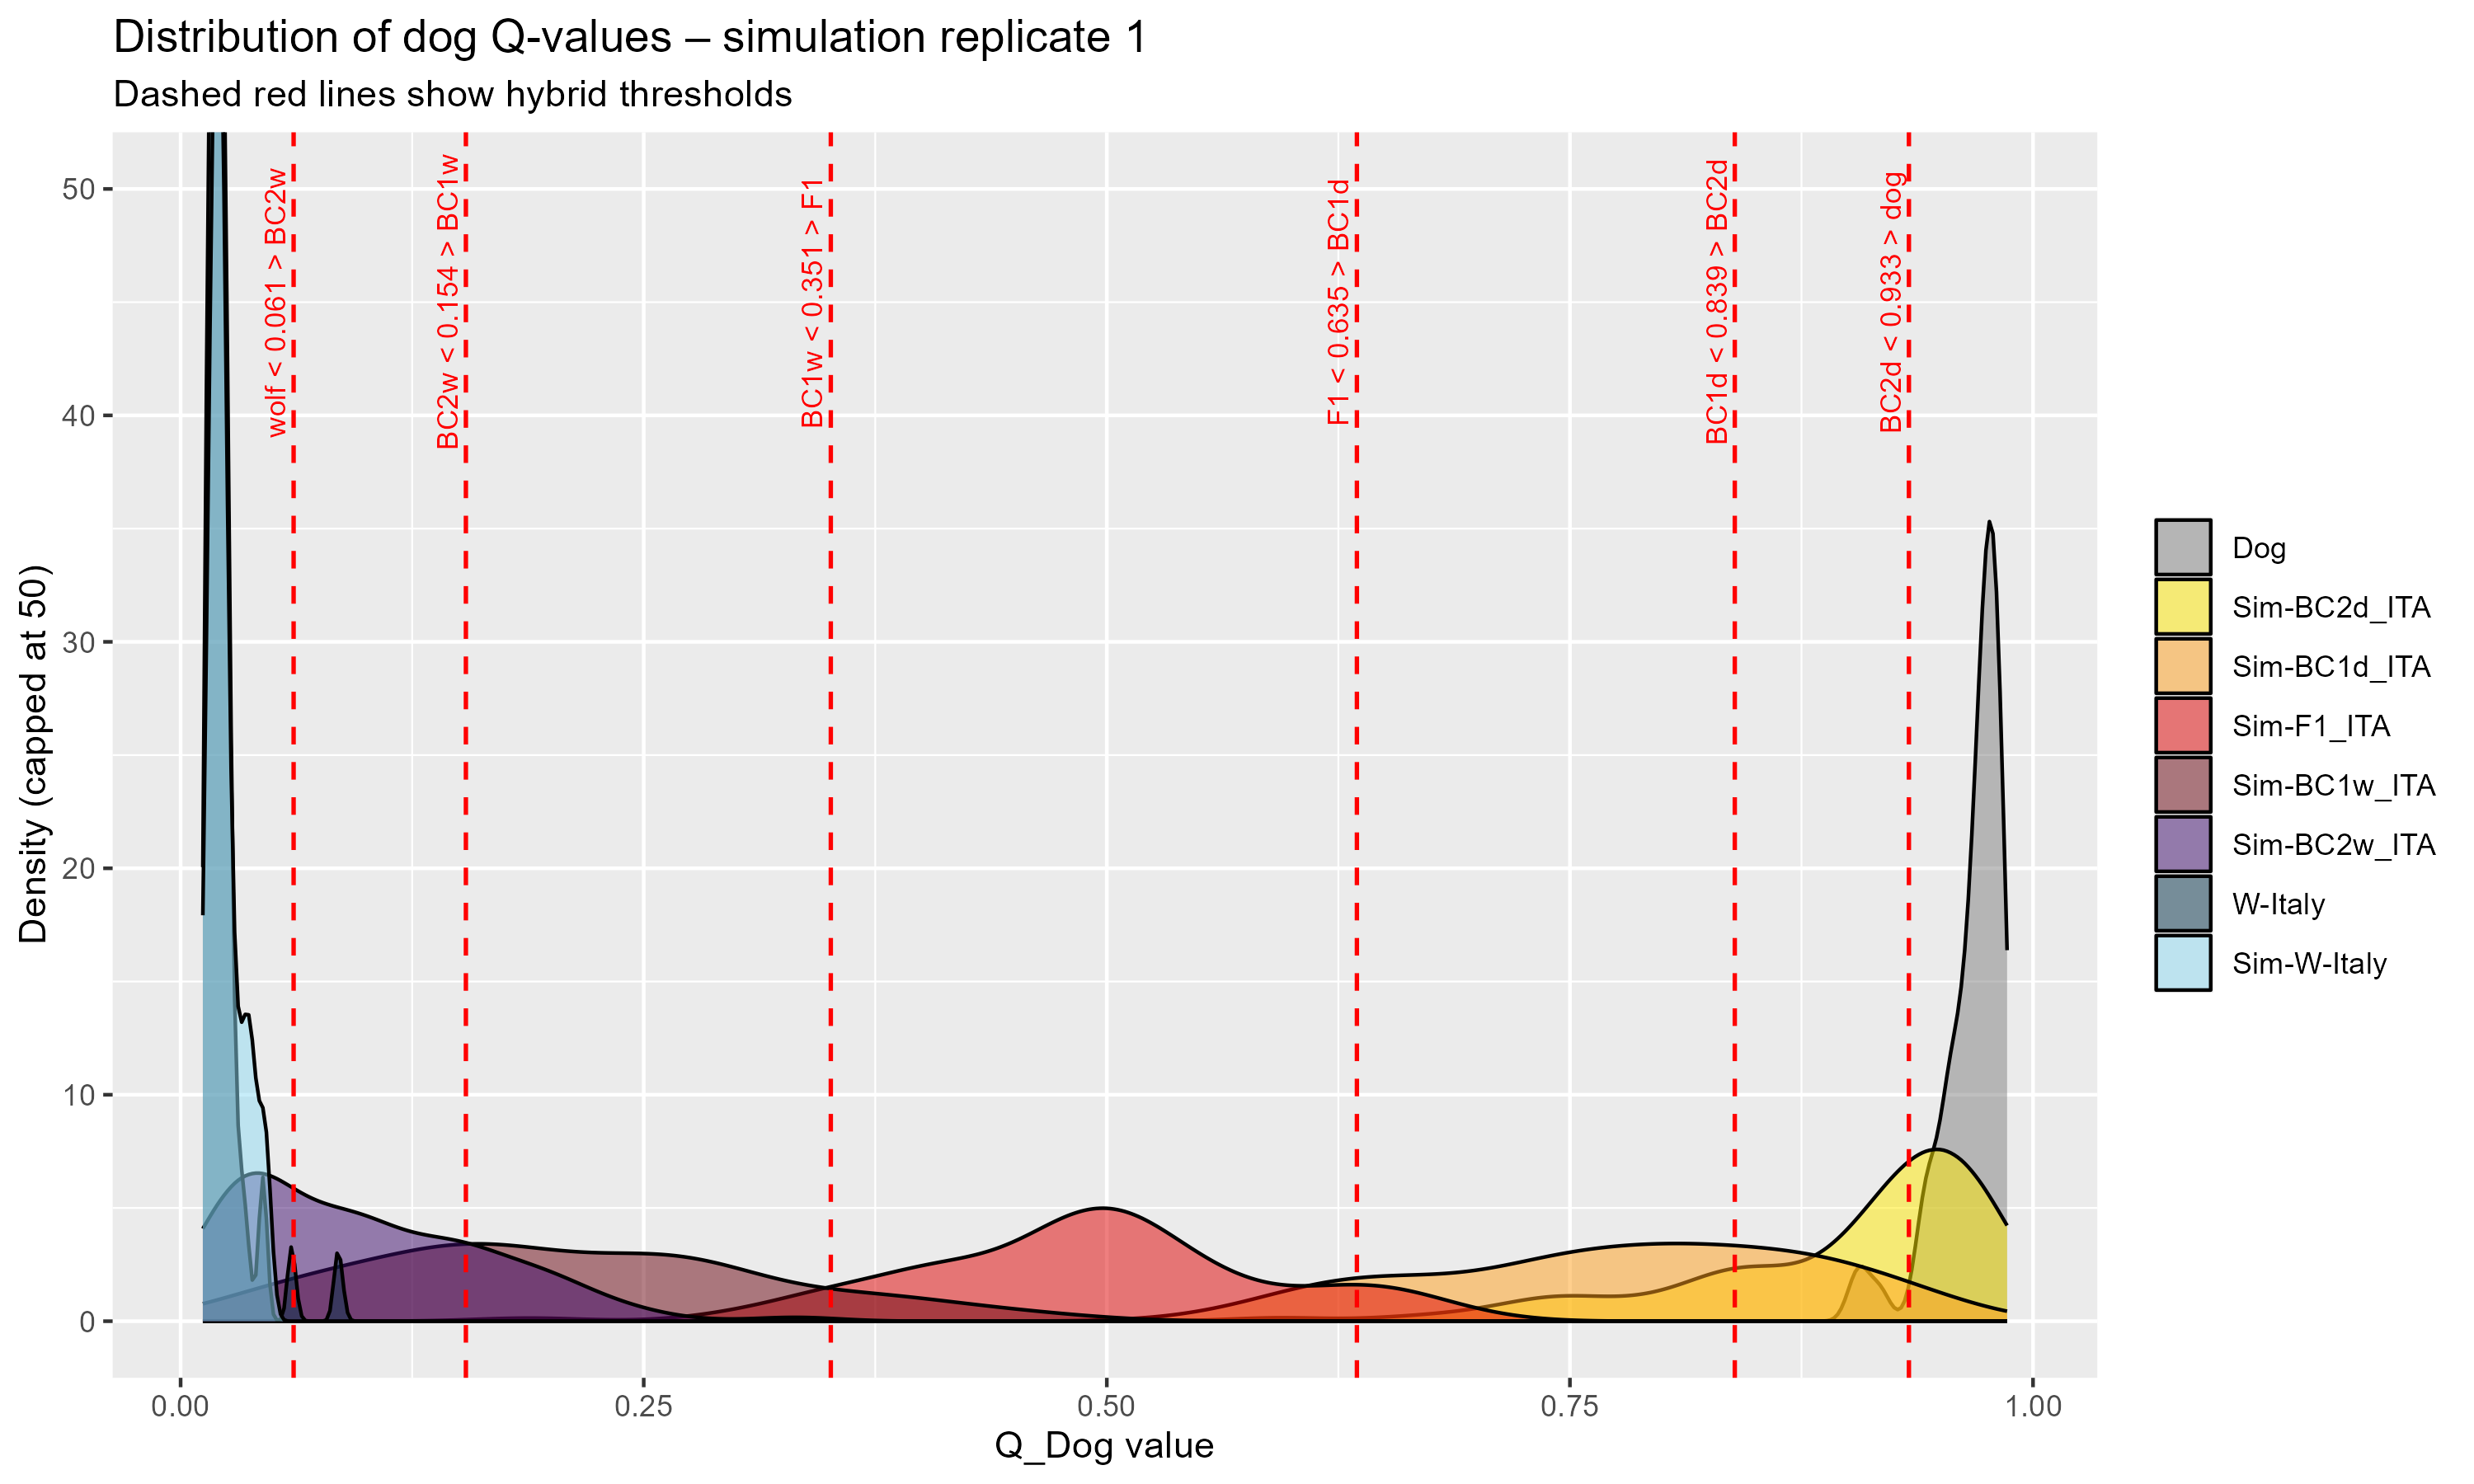 Distribution of dog Q-values – simulation replicate 1
Dashed red lines show hybrid thresholds
Density (capped at 50)
50
40
30
20
10
0
wolf < 0.061 > BC2w
BC2w < 0.154 > BC1w
BC1w < 0.351 > F1
F1 < 0.635 > BC1d
BC1d < 0.839 > BC2d
BC2d < 0.933 > dog
0.00
0.25
0.50
0.75
1.00
Q_Dog value
Dog
Sim-BC2d_ITA
Sim-BC1d_ITA
Sim-F1_ITA
Sim-BC1w_ITA
Sim-BC2w_ITA
W-Italy
Sim-W-Italy